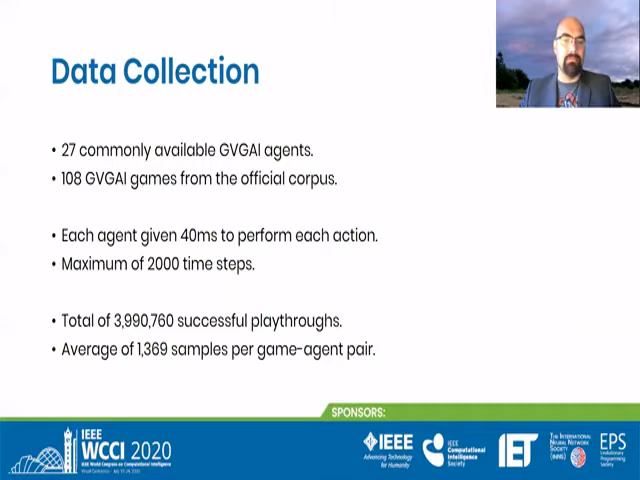 Data Collection
• 27 commonly available GVGAI agents.
• 108 GVGAI games from the official corpus.
• Each agent given 40ms to perform each action.
• Maximum of 2000 time steps.
• Total of 3,990,760 successful playthroughs.
• Average of 1,369 samples per game-agent pair.
SPONSORS:
IEEE
WCCI 2020
IEEE World Congress on Computational Intelligence
IEEE
Advancing Technology
for Humanity
IEEE
Computational
Intelligence
Society
IET
THE INTERNATIONAL
NEURAL NETWORK
SOCIETY
(INNS)
EPS
Evolutionary
Programming
Society